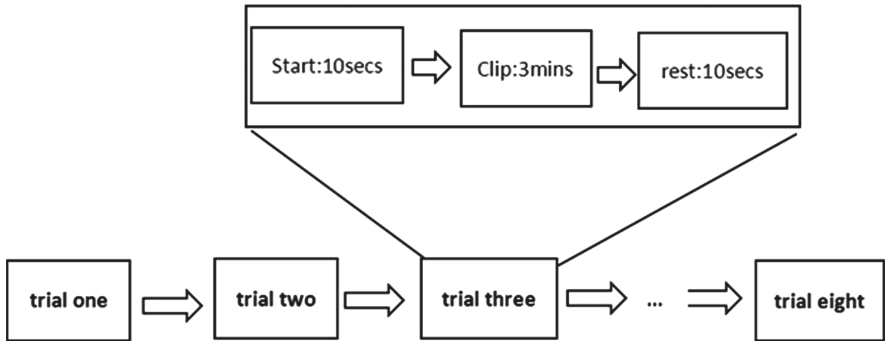 Start:10secs
Clip:3mins
rest:10secs
trial one
trial two
trial three
...
trial eight